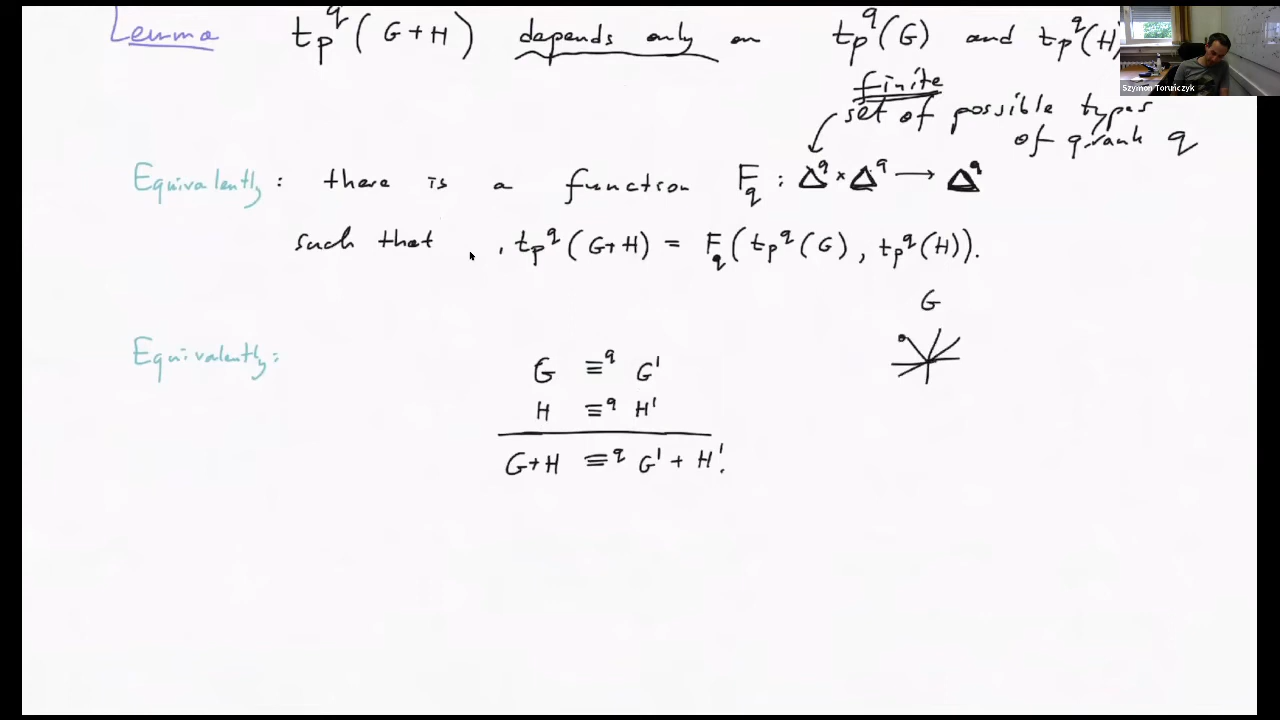 Lemma tp^q(G+H) depends only on tp^q(G) and tp^q(H
Szymon Toruńczyk
finite
set of possible types
of q.rank q
Equivalently: there is a function F_q : Δ^q × Δ^q → Δ^q
such that tp^q(G+H) = F_q(tp^q(G), tp^q(H)).
G
Equivalently:
G ≡^q G'
H ≡^q H'
G+H ≡^q G'+H'.